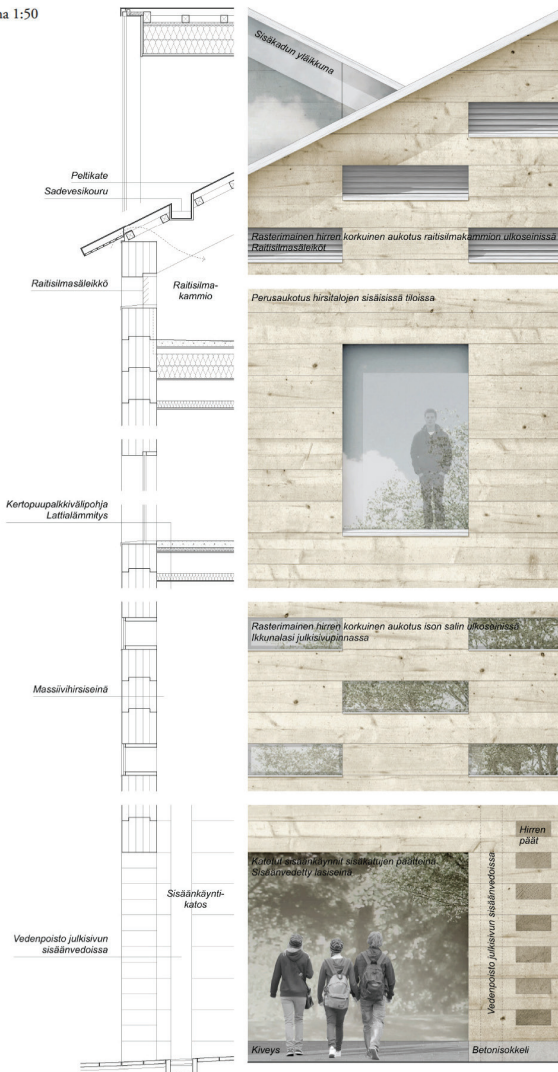 na 1:50
Peltikate
Sadevesikouru
Raitisilmasäleikkö
Raitisilma-
kammio
Kertopuupalkkivälipohja
Lattialämmitys
Massiivihirsiseinä
Sisäänkäynti-
katos
Vedenpoisto julkisivun
sisäänvedoissa
Sisäkadun yläikkuna
Rasterimainen hirren korkuinen aukotus raitisilmakammion ulkoseinissä
Raitisilmasäleiköt
Perusaukotus hirsitalojen sisäisissä tiloissa
Rasterimainen hirren korkuinen aukotus ison salin ulkoseinissä
Ikkunalasi julkisivupinnassa
Katetut sisäänkäynnit sisäkatujen päätteinä
Sisäänvedetty lasiseinä
Hirren
päät
Vedenpoisto julkisivun sisäänvedoissa
Kiveys
Betonisokkeli